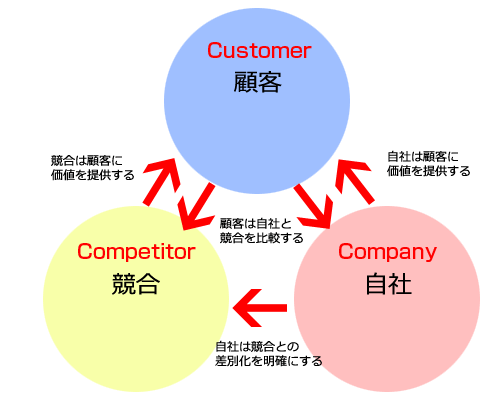 Customer
顧客
競合は顧客に
価値を提供する
自社は顧客に
価値を提供する
顧客は自社と
競合を比較する
Competitor
競合
Company
自社
自社は競合との
差別化を明確にする